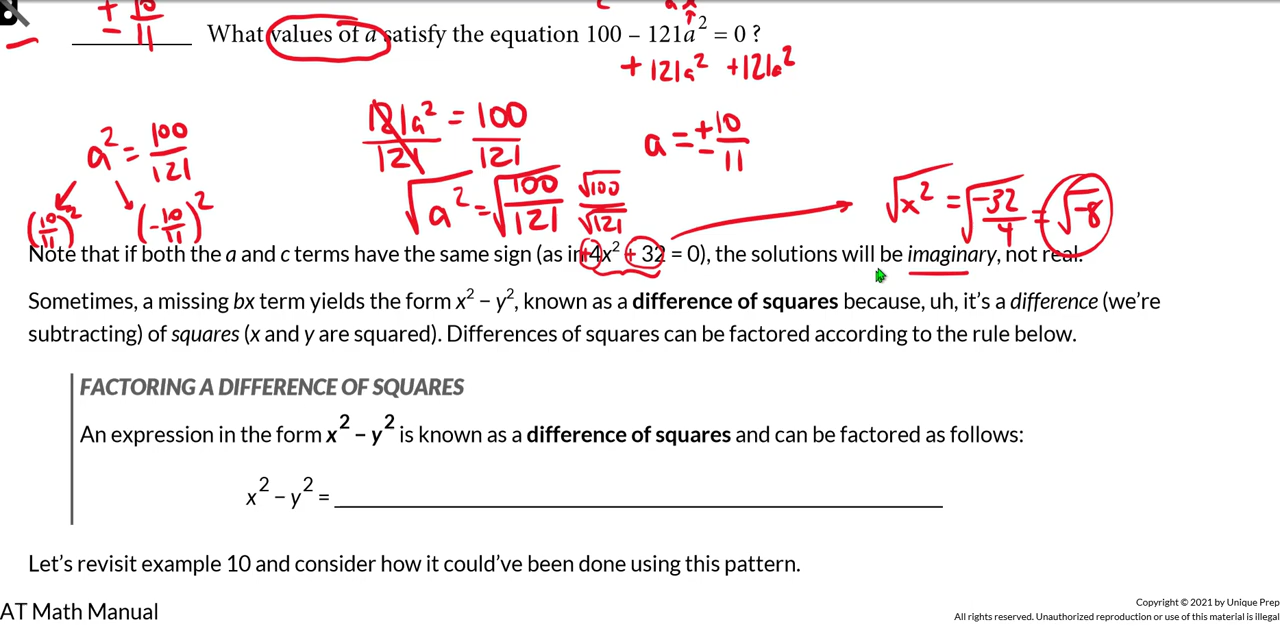 ± 10/11
What values of a satisfy the equation 100 – 121a² = 0 ?
+ 121a² +121a²
121a² = 100
121 121
a² = 100/121
a = ± 10/11
√a² = √100/121 √100/√121
(10/11)² (-10/11)²
√x² = √-32/4 = √-8
Note that if both the a and c terms have the same sign (as in +4x² + 32 = 0), the solutions will be imaginary, not real.
Sometimes, a missing bx term yields the form x² – y², known as a difference of squares because, uh, it's a difference (we're
subtracting) of squares (x and y are squared). Differences of squares can be factored according to the rule below.
FACTORING A DIFFERENCE OF SQUARES
An expression in the form x² – y² is known as a difference of squares and can be factored as follows:
x² – y² =
Let's revisit example 10 and consider how it could've been done using this pattern.
AT Math Manual
Copyright © 2021 by Unique Prep
All rights reserved. Unauthorized reproduction or use of this material is illegal